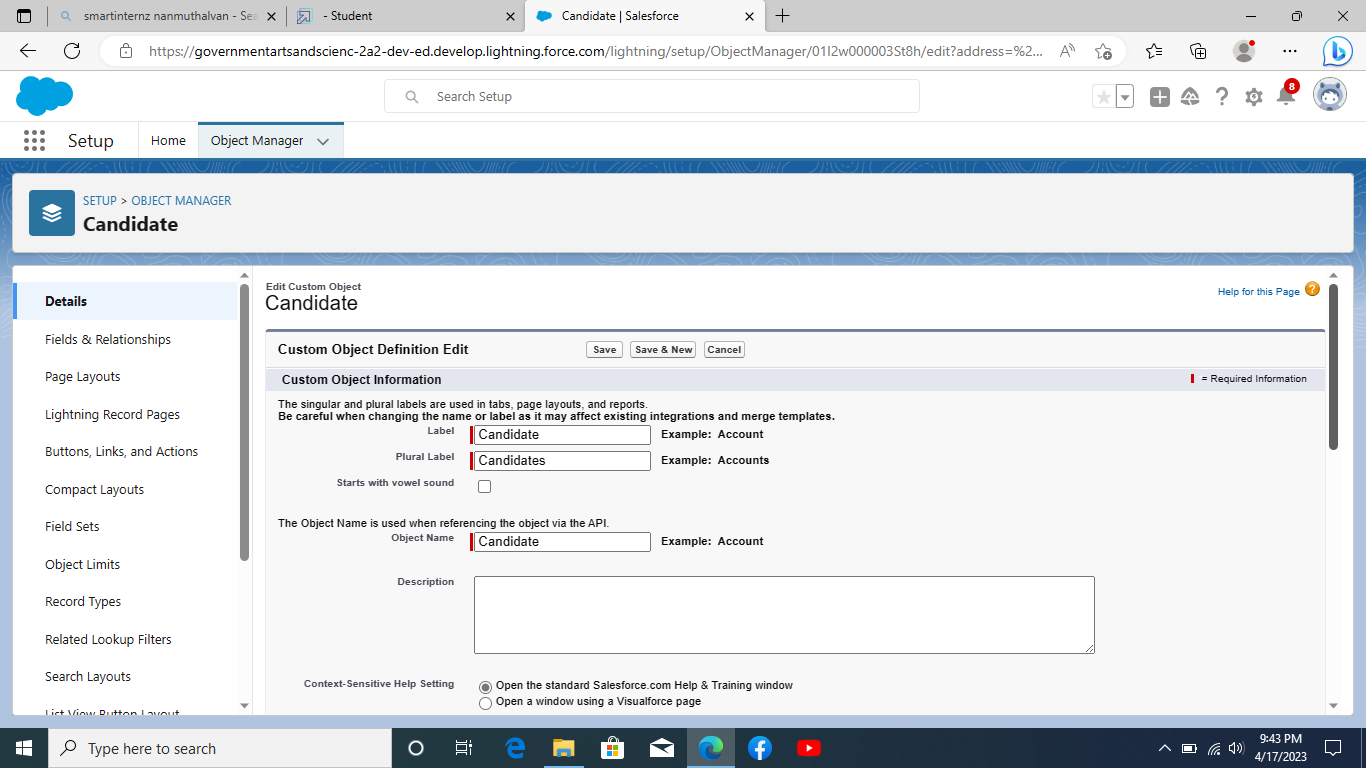 smartinternz nanmuthalvan - Sea
- Student
Candidate | Salesforce
https://governmentartsandscienc-2a2-dev-ed.develop.lightning.force.com/lightning/setup/ObjectManager/01I2w000003St8h/edit?address=%2...
Search Setup
8
Setup
Home
Object Manager
SETUP > OBJECT MANAGER
Candidate
Details
Fields & Relationships
Page Layouts
Lightning Record Pages
Buttons, Links, and Actions
Compact Layouts
Field Sets
Object Limits
Record Types
Related Lookup Filters
Search Layouts
List View Button Layout
Edit Custom Object
Candidate
Help for this Page
Custom Object Definition Edit
Save
Save & New
Cancel
Custom Object Information
= Required Information
The singular and plural labels are used in tabs, page layouts, and reports.
Be careful when changing the name or label as it may affect existing integrations and merge templates.
Label
Candidate
Example: Account
Plural Label
Candidates
Example: Accounts
Starts with vowel sound
The Object Name is used when referencing the object via the API.
Object Name
Candidate
Example: Account
Description
Context-Sensitive Help Setting
Open the standard Salesforce.com Help & Training window
Open a window using a Visualforce page
Type here to search
9:43 PM
4/17/2023